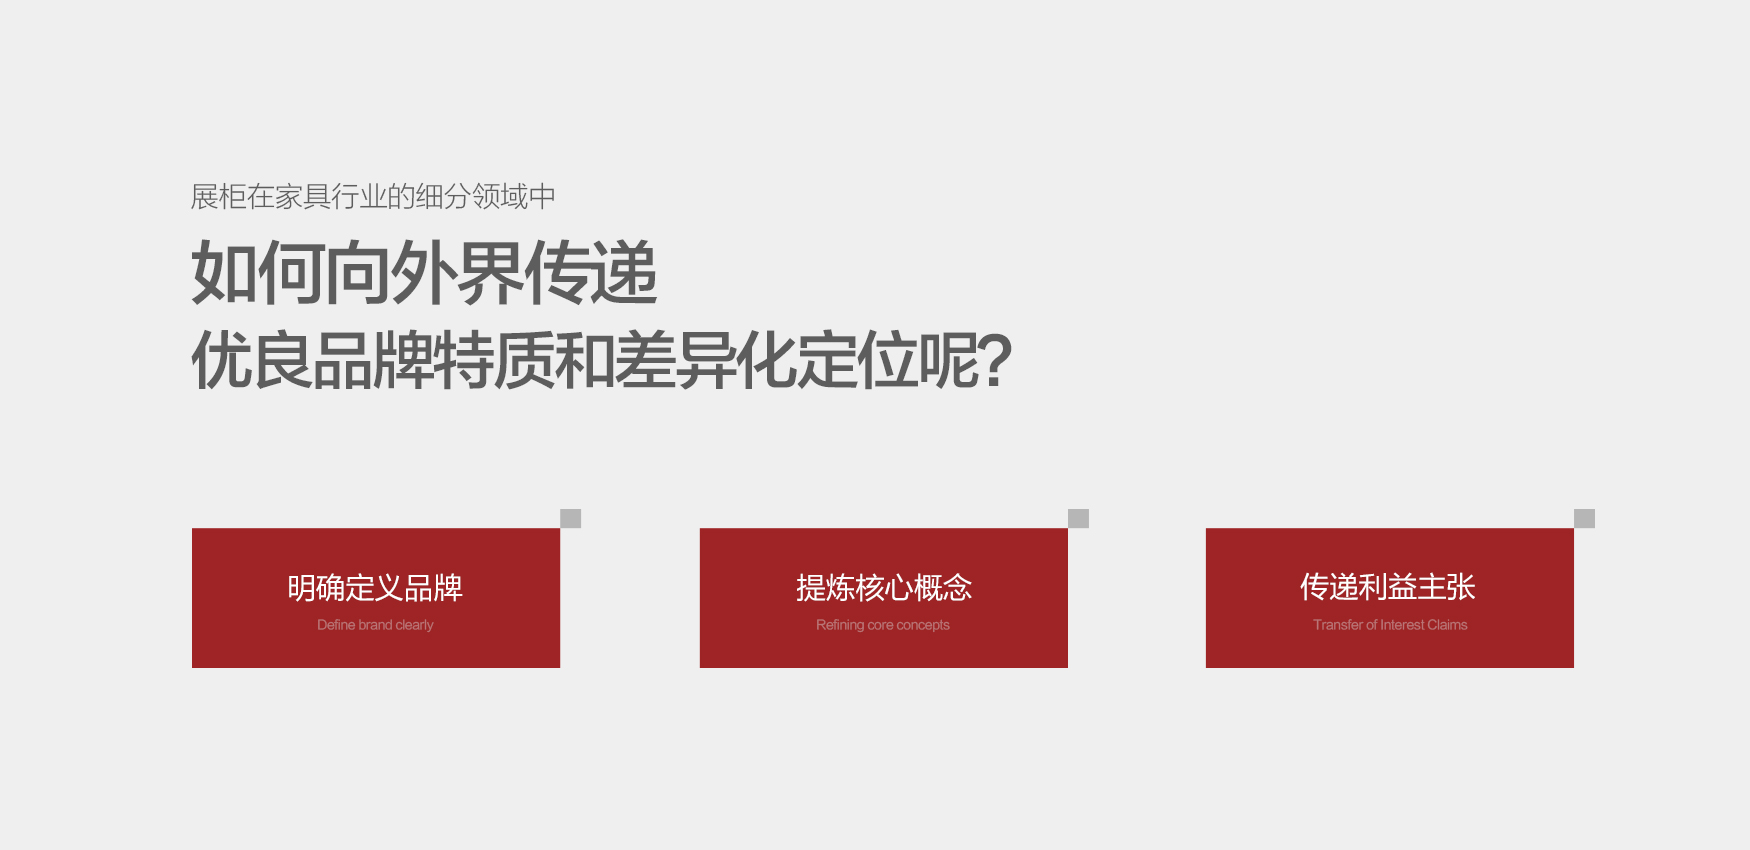 展柜在家具行业的细分领域中
如何向外界传递
优良品牌特质和差异化定位呢?
明确定义品牌
Define brand clearly
提炼核心概念
Refining core concepts
传递利益主张
Transfer of Interest Claims